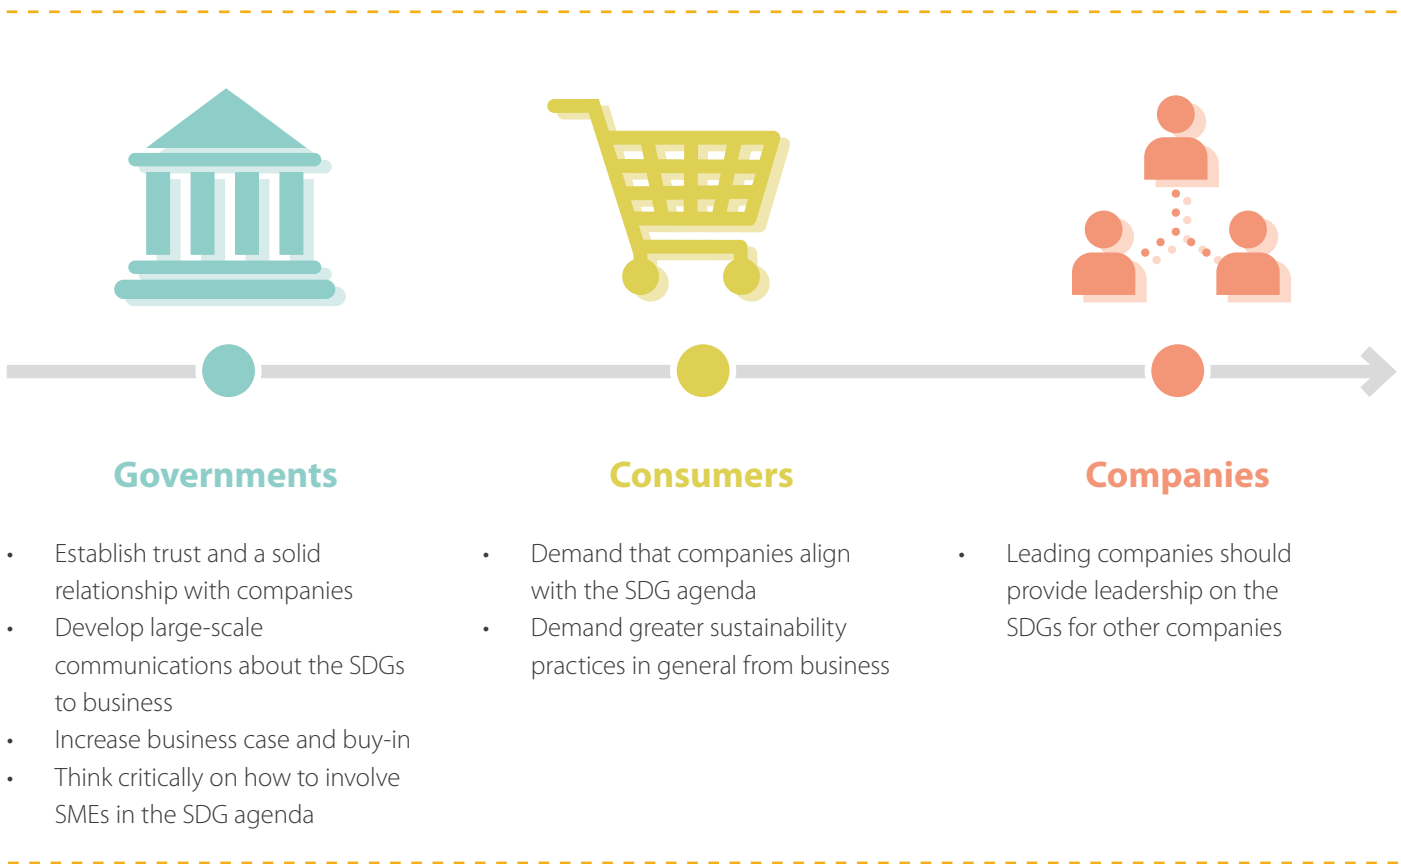 Governments
• Establish trust and a solid
relationship with companies
• Develop large-scale
communications about the SDGs
to business
• Increase business case and buy-in
• Think critically on how to involve
SMEs in the SDG agenda
Consumers
• Demand that companies align
with the SDG agenda
• Demand greater sustainability
practices in general from business
Companies
• Leading companies should
provide leadership on the
SDGs for other companies